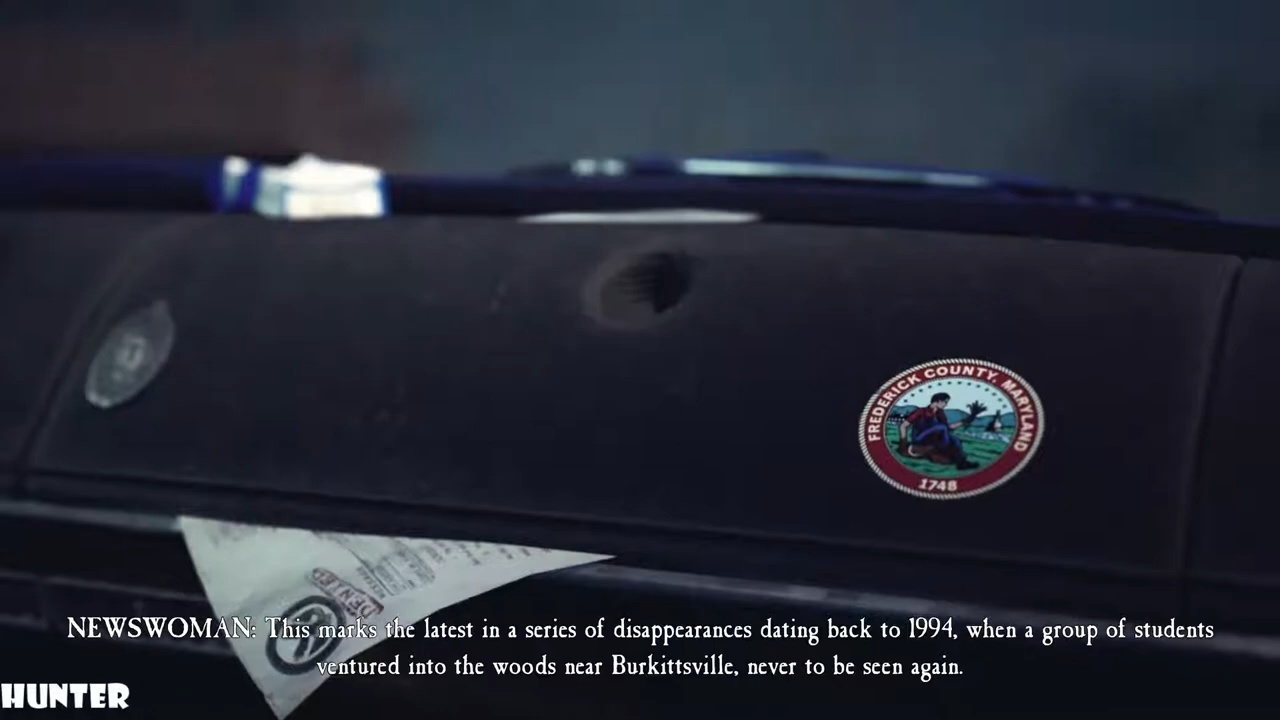 FREDERICK COUNTY, MARYLAND
1748
DENIED
NEWSWOMAN: This marks the latest in a series of disappearances dating back to 1994, when a group of students
ventured into the woods near Burkittsville, never to be seen again.
HUNTER